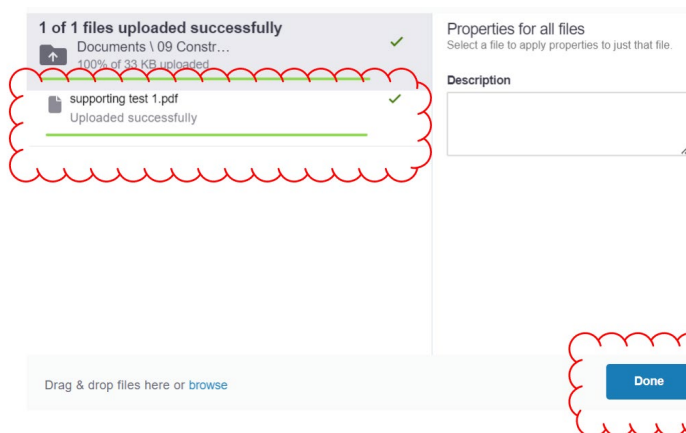 1 of 1 files uploaded successfully
Documents \ 09 Constr…
100% of 33 KB uploaded
supporting test 1.pdf
Uploaded successfully
Properties for all files
Select a file to apply properties to just that file.
Description
Drag & drop files here or browse
Done